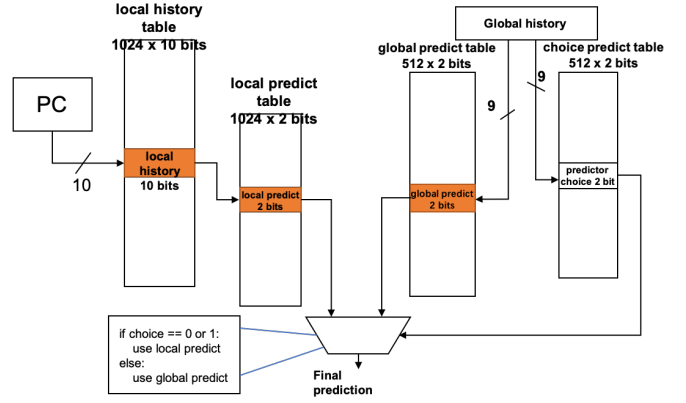 local history
table
1024 x 10 bits
Global history
global predict table
512 x 2 bits
choice predict table
512 x 2 bits
local predict
table
1024 x 2 bits
PC
10
9
9
local
history
10 bits
local predict
2 bits
global predict
2 bits
predictor
choice 2 bit
if choice == 0 or 1:
use local predict
else:
use global predict
Final
prediction